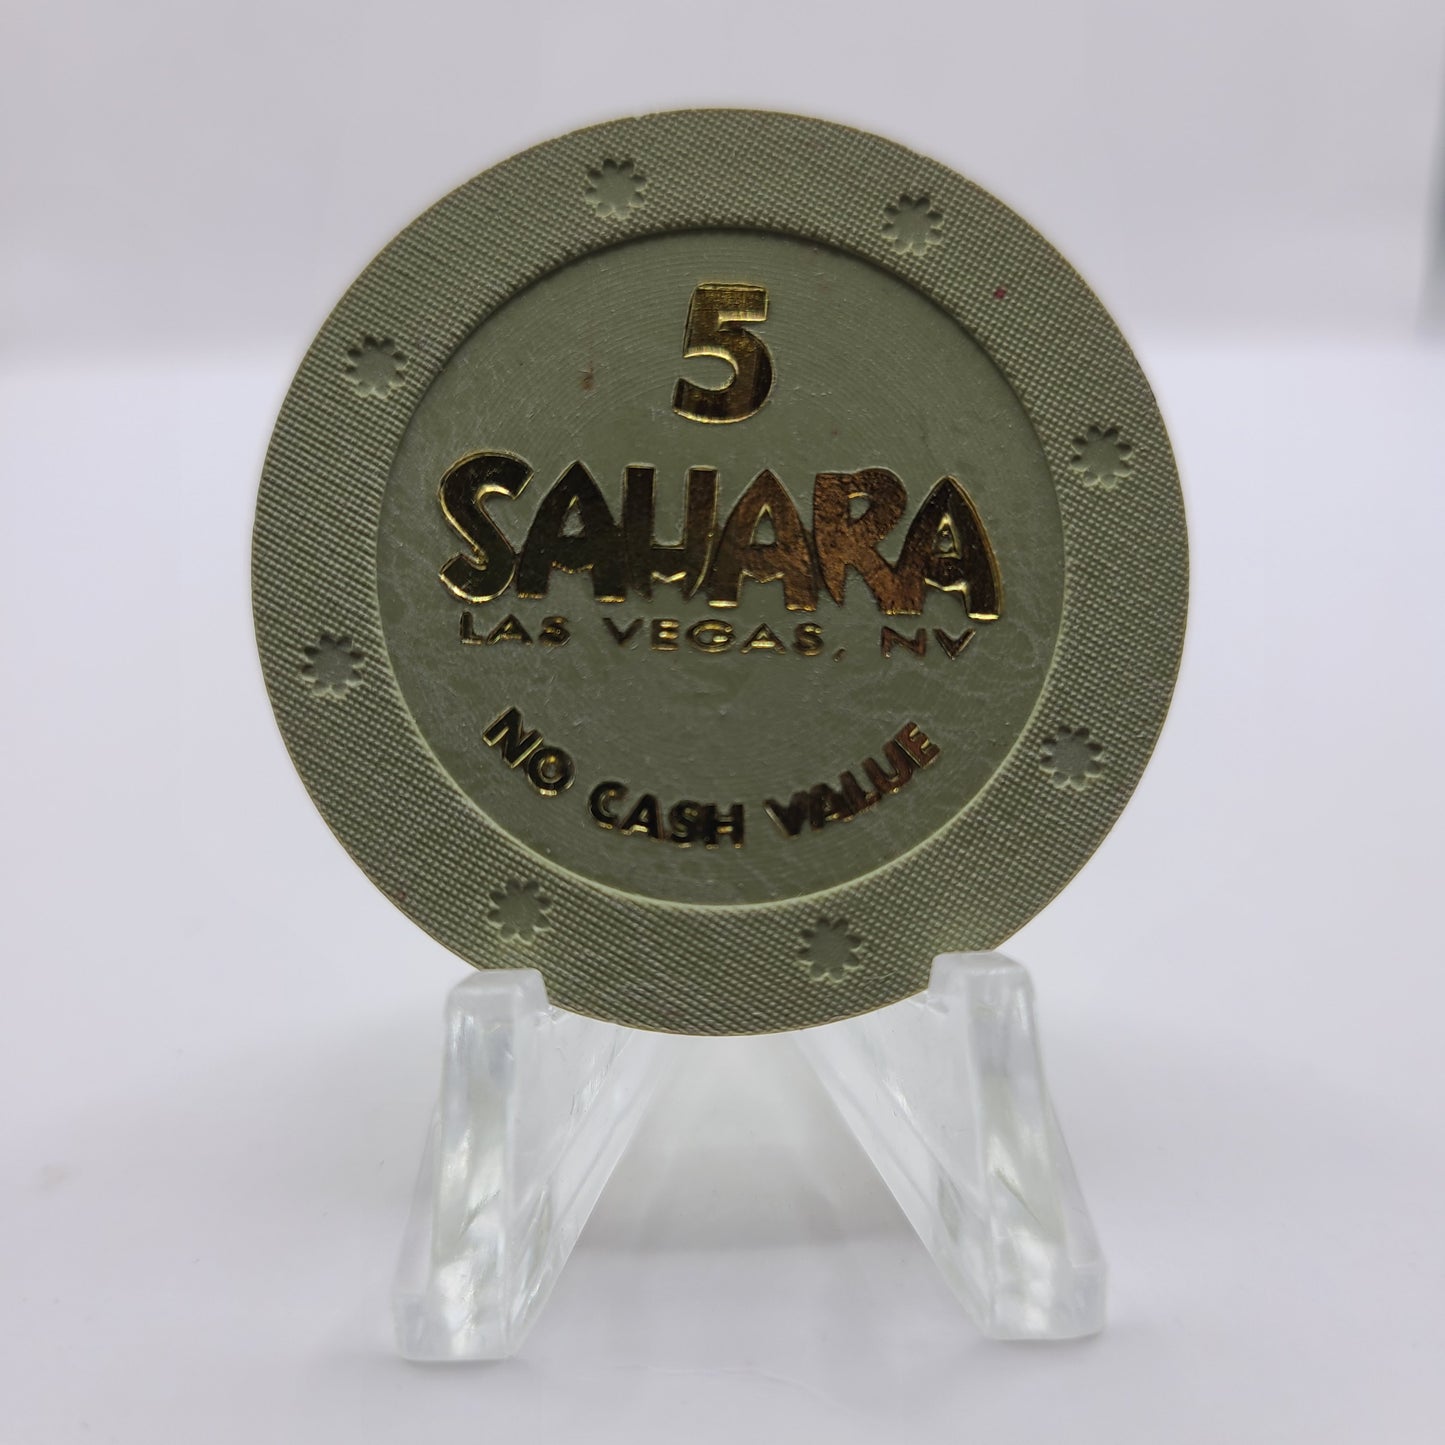 5
SAHARA
LAS VEGAS, NV
NO CASH VALUE